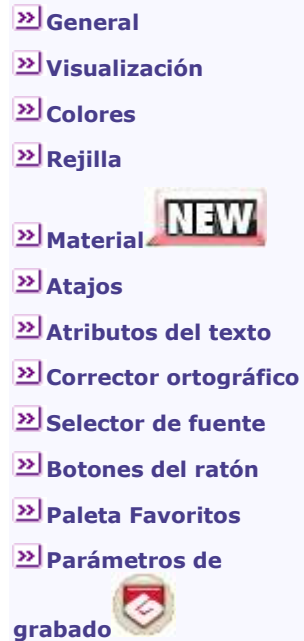 General
Visualización
Colores
Rejilla
Material NEW
Atajos
Atributos del texto
Corrector ortográfico
Selector de fuente
Botones del ratón
Paleta Favoritos
Parámetros de
grabado